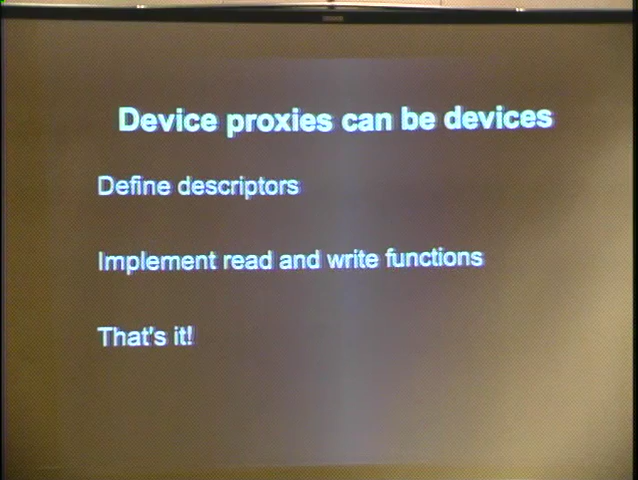 Device proxies can be devices
Define descriptors
Implement read and write functions
That's it!